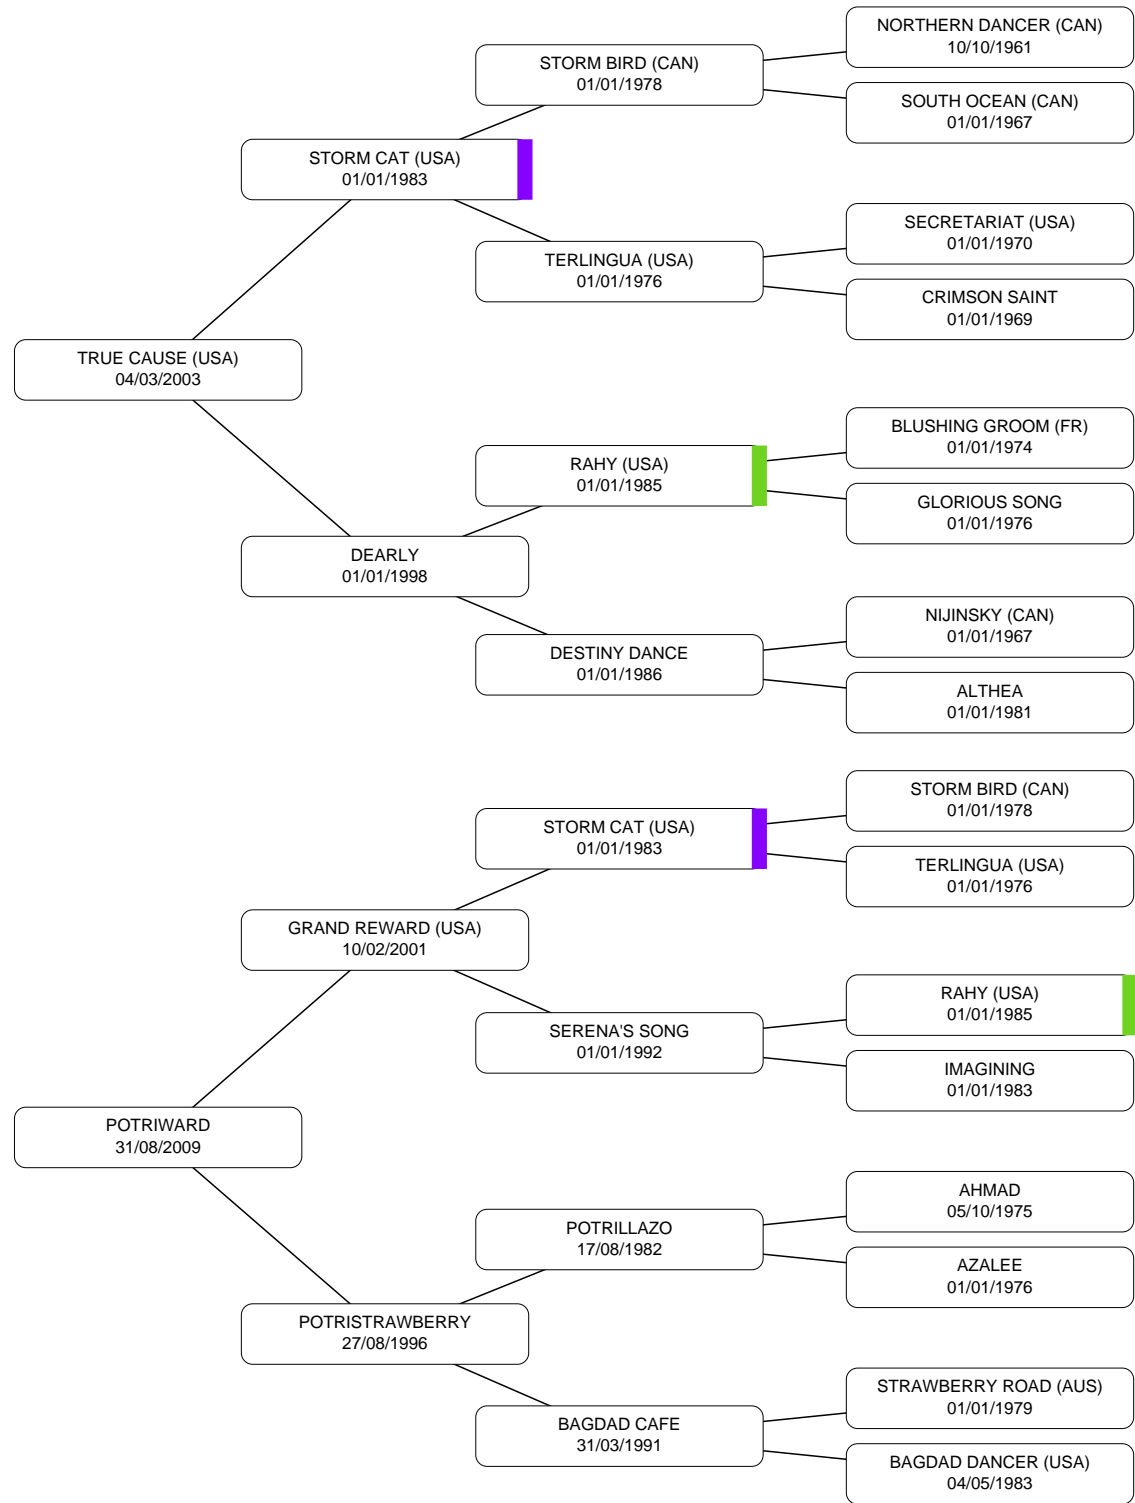 NORTHERN DANCER (CAN)
10/10/1961
STORM BIRD (CAN)
01/01/1978
SOUTH OCEAN (CAN)
01/01/1967
STORM CAT (USA)
01/01/1983
SECRETARIAT (USA)
01/01/1970
TERLINGUA (USA)
01/01/1976
CRIMSON SAINT
01/01/1969
TRUE CAUSE (USA)
04/03/2003
BLUSHING GROOM (FR)
01/01/1974
RAHY (USA)
01/01/1985
GLORIOUS SONG
01/01/1976
DEARLY
01/01/1998
NIJINSKY (CAN)
01/01/1967
DESTINY DANCE
01/01/1986
ALTHEA
01/01/1981
STORM BIRD (CAN)
01/01/1978
STORM CAT (USA)
01/01/1983
TERLINGUA (USA)
01/01/1976
GRAND REWARD (USA)
10/02/2001
RAHY (USA)
01/01/1985
SERENA'S SONG
01/01/1992
IMAGINING
01/01/1983
POTRIWARD
31/08/2009
AHMAD
05/10/1975
POTRILLAZO
17/08/1982
AZALEE
01/01/1976
POTRISTRAWBERRY
27/08/1996
STRAWBERRY ROAD (AUS)
01/01/1979
BAGDAD CAFE
31/03/1991
BAGDAD DANCER (USA)
04/05/1983